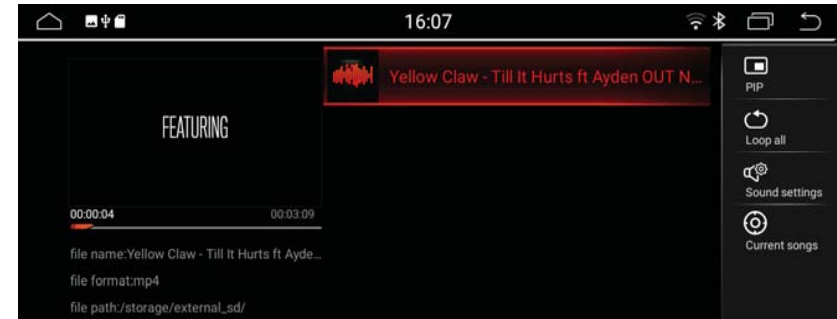 16:07
Yellow Claw - Till It Hurts ft Ayden OUT N...
FEATURING
00:00:04 00:03:09
file name:Yellow Claw - Till It Hurts ft Ayde...
file format:mp4
file path:/storage/external_sd/
PIP
Loop all
Sound settings
Current songs